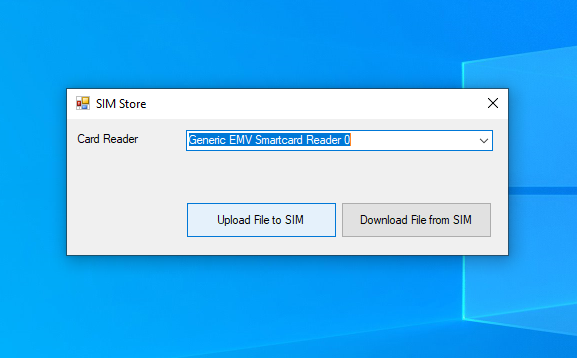 SIM Store
Card Reader
Generic EMV Smartcard Reader 0
Upload File to SIM
Download File from SIM